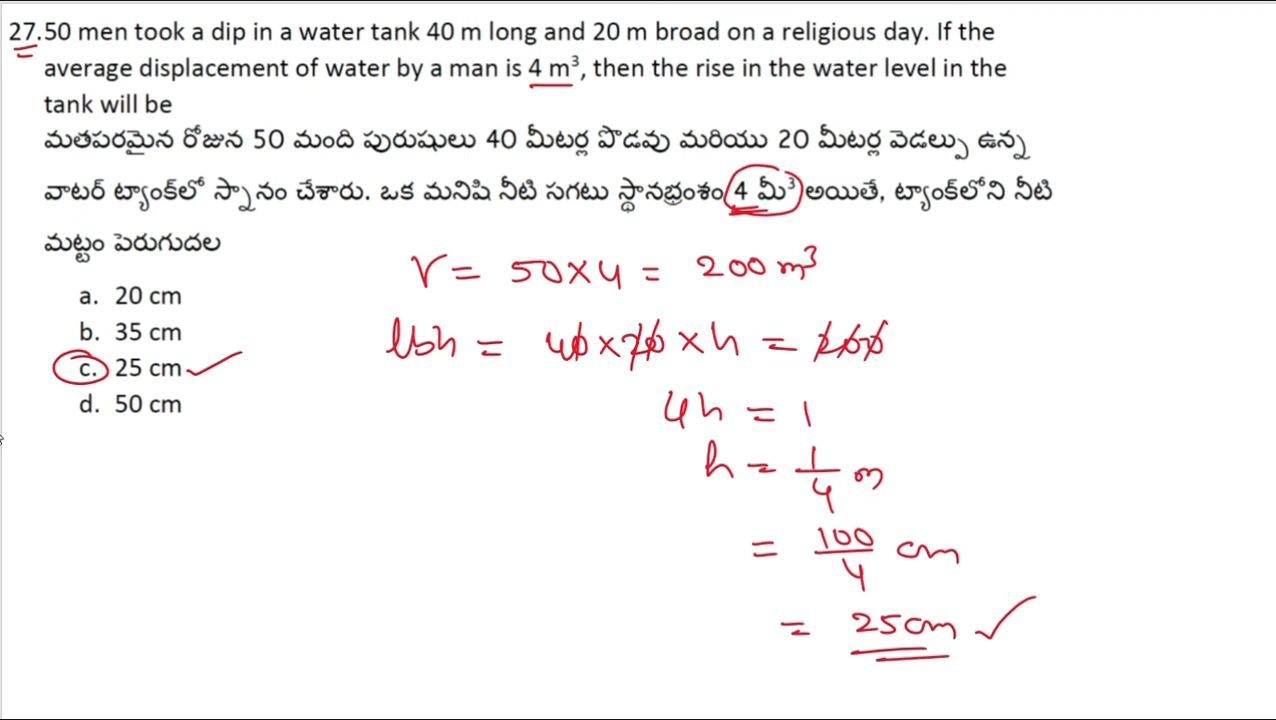 27.50 men took a dip in a water tank 40 m long and 20 m broad on a religious day. If the
average displacement of water by a man is 4 m³, then the rise in the water level in the
tank will be
మతపరమైన రోజున 50 మంది పురుషులు 40 మీటర్ల పొడవు మరియు 20 మీటర్ల వెడల్పు ఉన్న
వాటర్ ట్యాంక్‌లో స్నానం చేశారు. ఒక మనిషి నీటి సగటు స్థానభ్రంశం 4 మీ³ అయితే, ట్యాంక్‌లోని నీటి
మట్టం పెరుగుదల
V = 50×4 = 200 m³
a. 20 cm
b. 35 cm
lbh = 40×20×h = 200
c. 25 cm
d. 50 cm
4h = 1
h = 1/4 m
= 100/4 cm
= 25cm